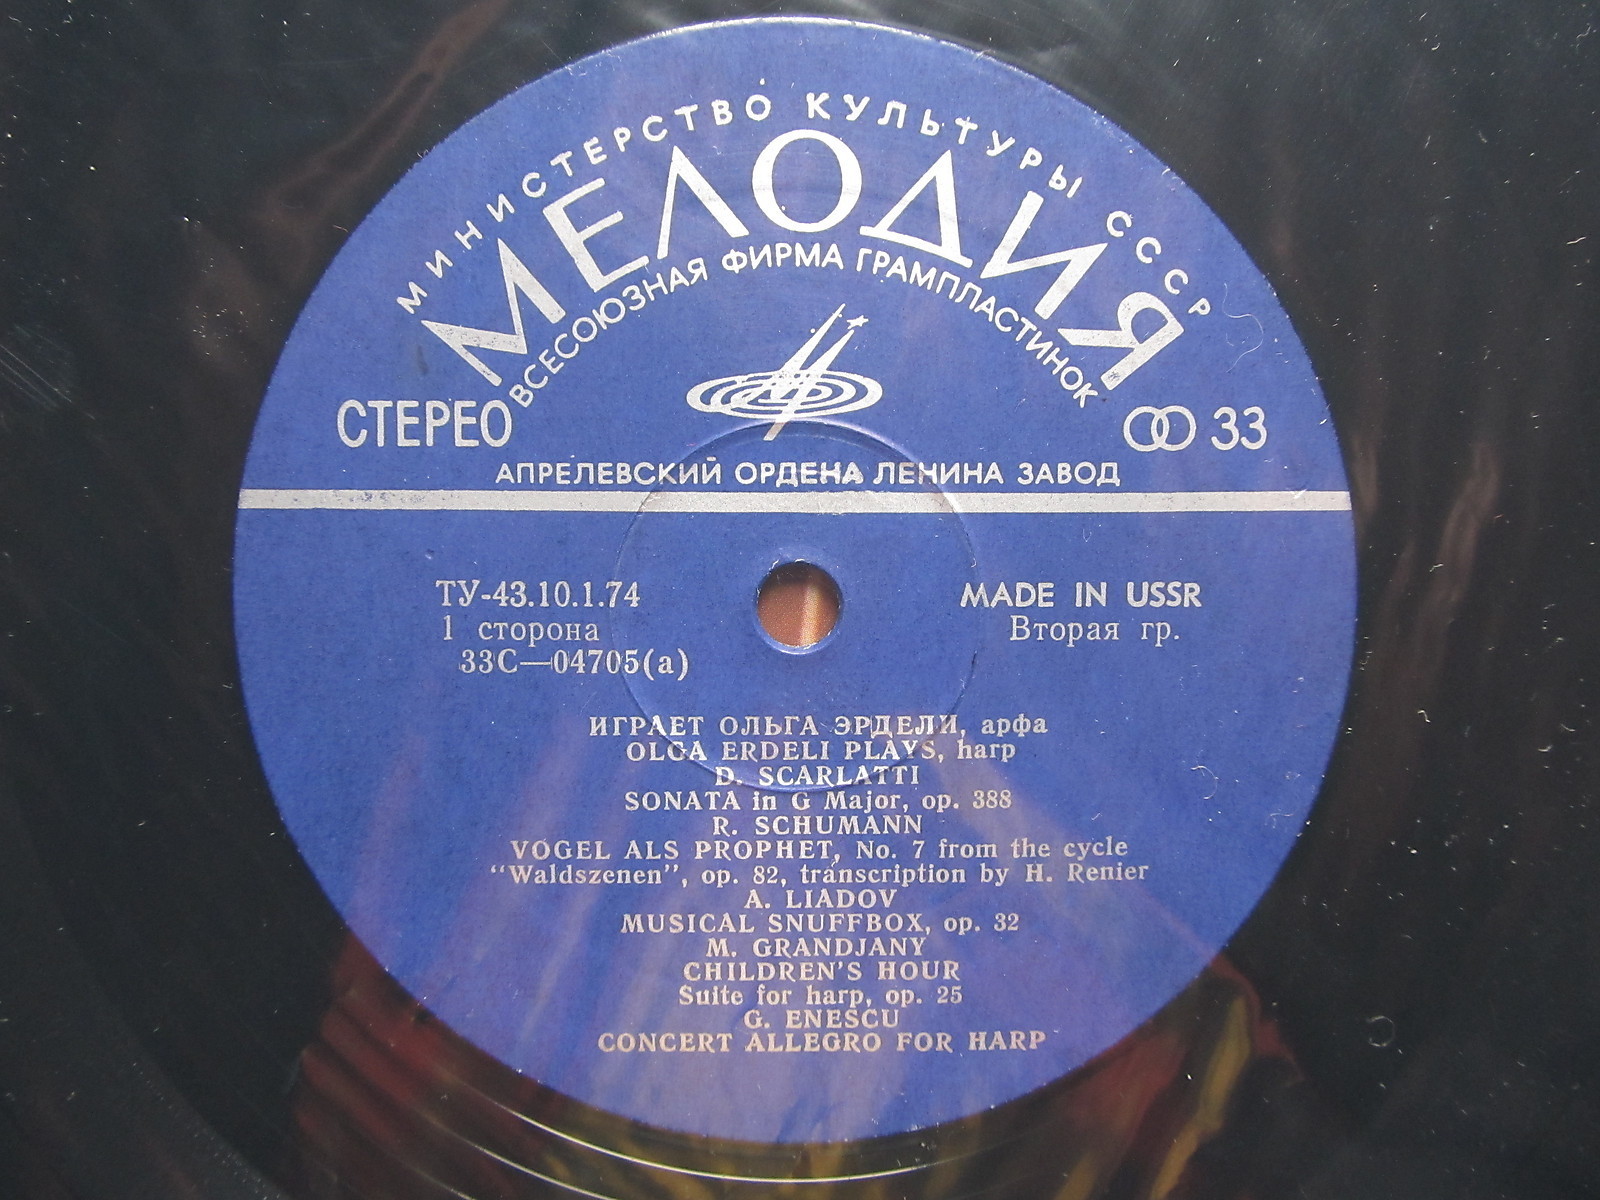 МИНИСТЕРСТВО КУЛЬТУРЫ СССР
МЕЛОДИЯ
ВСЕСОЮЗНАЯ ФИРМА ГРАМПЛАСТИНОК
СТЕРЕО
33
АПРЕЛЕВСКИЙ ОРДЕНА ЛЕНИНА ЗАВОД
ТУ-43.10.1.74
1 сторона
33С—04705(а)
MADE IN USSR
Вторая гр.
ИГРАЕТ ОЛЬГА ЭРДЕЛИ, арфа
OLGA ERDELI PLAYS, harp
D. SCARLATTI
SONATA in G Major, op. 388
R. SCHUMANN
VOGEL ALS PROPHET, No. 7 from the cycle
“Waldszenen”, op. 82, transcription by H. Renier
A. LIADOV
MUSICAL SNUFFBOX, op. 32
M. GRANDJANY
CHILDREN'S HOUR
Suite for harp, op. 25
G. ENESCU
CONCERT ALLEGRO FOR HARP